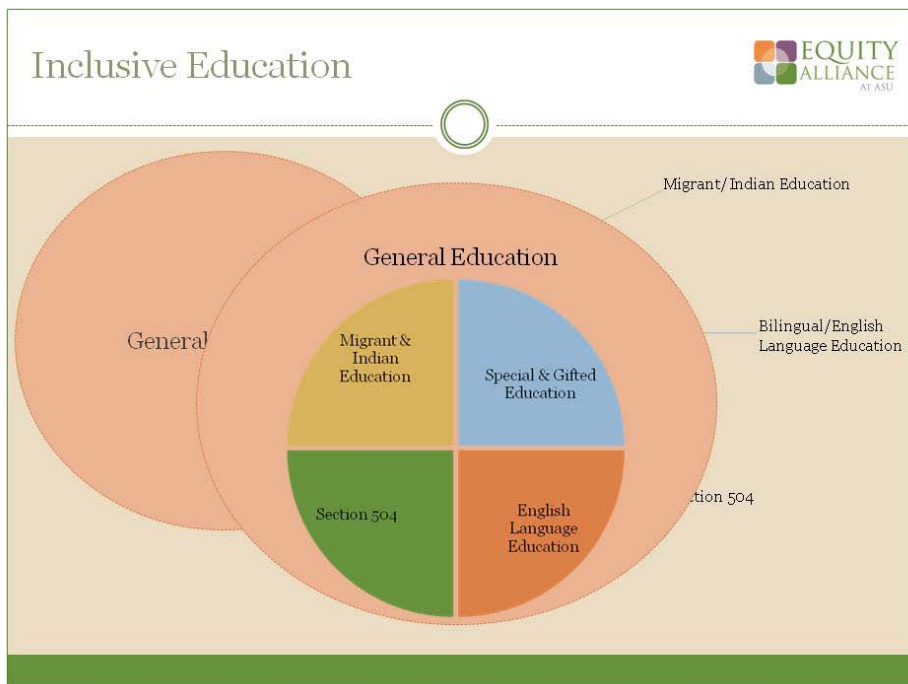 Inclusive Education
EQUITY
ALLIANCE
AT ASU
Migrant/Indian Education
General Education
General
Migrant &
Indian
Education
Special & Gifted
Education
Bilingual/English
Language Education
Section 504
English
Language
Education
tion 504